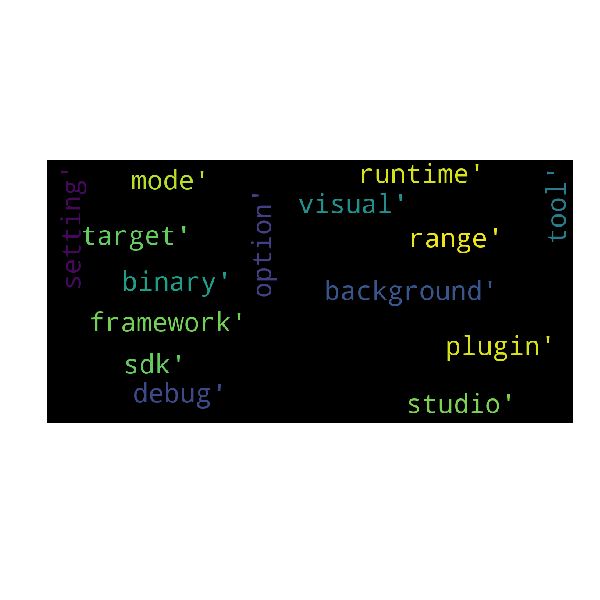 mode'
runtime'
setting'
tool'
visual'
option'
target'
range'
binary'
background'
framework'
plugin'
sdk'
debug'
studio'